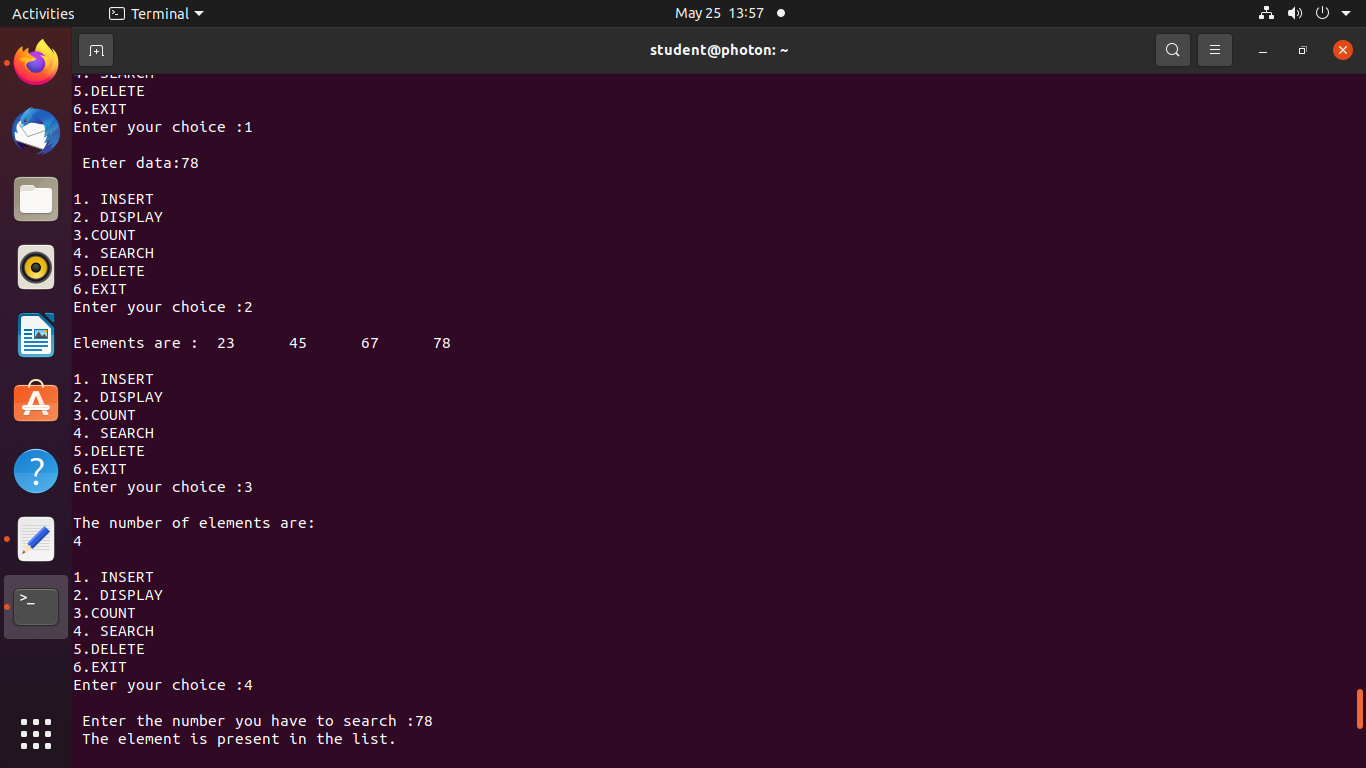 Activities
Terminal
May 25 13:57
student@photon: ~
4. SEARCH
5.DELETE
6.EXIT
Enter your choice :1
Enter data:78
1. INSERT
2. DISPLAY
3.COUNT
4. SEARCH
5.DELETE
6.EXIT
Enter your choice :2
Elements are : 23 45 67 78
1. INSERT
2. DISPLAY
3.COUNT
4. SEARCH
5.DELETE
6.EXIT
Enter your choice :3
The number of elements are:
4
1. INSERT
2. DISPLAY
3.COUNT
4. SEARCH
5.DELETE
6.EXIT
Enter your choice :4
Enter the number you have to search :78
The element is present in the list.